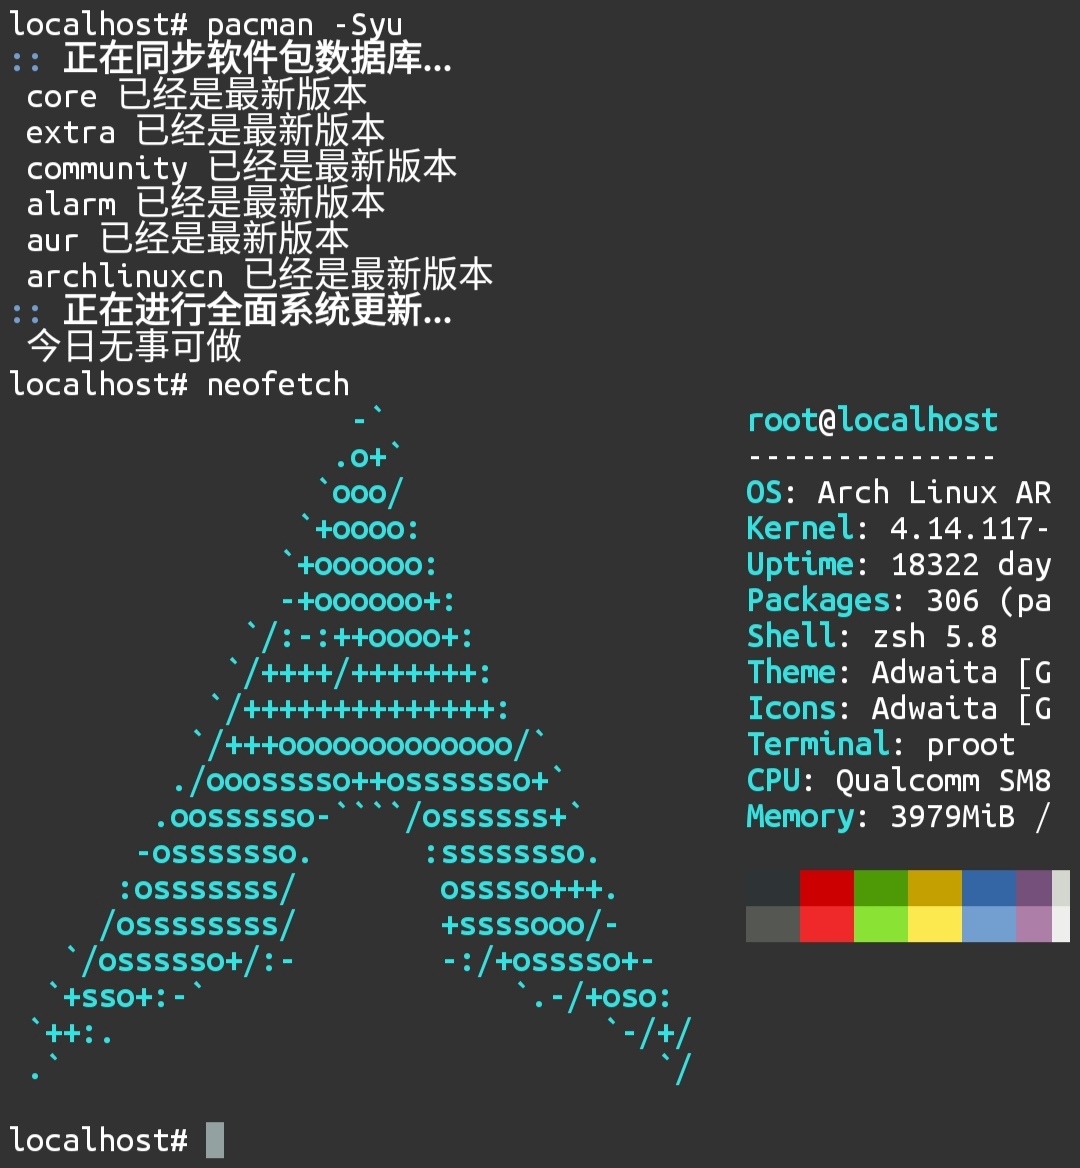 localhost# pacman -Syu
:: 正在同步软件包数据库...
core 已经是最新版本
extra 已经是最新版本
community 已经是最新版本
alarm 已经是最新版本
aur 已经是最新版本
archlinuxcn 已经是最新版本
:: 正在进行全面系统更新...
今日无事可做
localhost# neofetch
                   -`
                  .o+`
                 `ooo/
                `+oooo:
               `+oooooo:
               -+oooooo+:
             `/:-:++oooo+:
            `/++++/+++++++:
           `/++++++++++++++:
          `/+++ooooooooooooo/`
         ./ooosssso++osssssso+`
        .oossssso-````/ossssss+`
       -osssssso.      :ssssssso.
      :osssssss/        osssso+++.
     /ossssssss/        +ssssooo/-
   `/ossssso+/:-        -:/+osssso+-
  `+sso+:-`                 `.-/+oso:
 `++:.                           `-/+/
 .`                                 `/
root@localhost
--------------
OS: Arch Linux AR
Kernel: 4.14.117-
Uptime: 18322 day
Packages: 306 (pa
Shell: zsh 5.8
Theme: Adwaita [G
Icons: Adwaita [G
Terminal: proot
CPU: Qualcomm SM8
Memory: 3979MiB /
localhost#